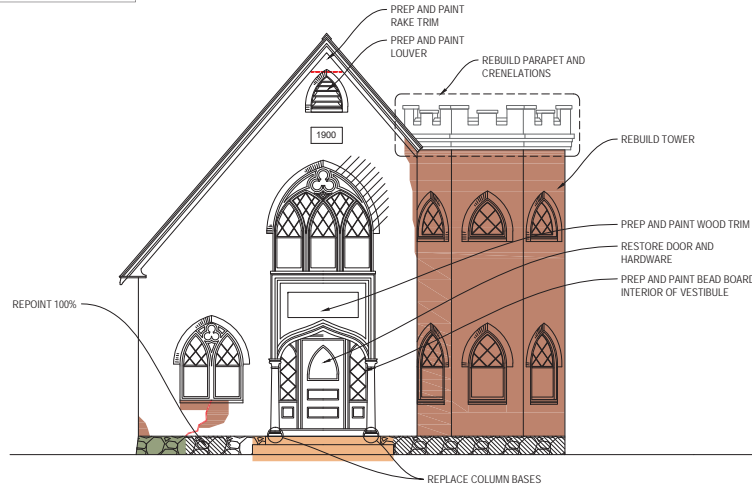 PREP AND PAINT
RAKE TRIM
PREP AND PAINT
LOUVER
REBUILD PARAPET AND
CRENELATIONS
1900
REBUILD TOWER
PREP AND PAINT WOOD TRIM
RESTORE DOOR AND
HARDWARE
PREP AND PAINT BEAD BOARD
INTERIOR OF VESTIBULE
REPOINT 100%
REPLACE COLUMN BASES